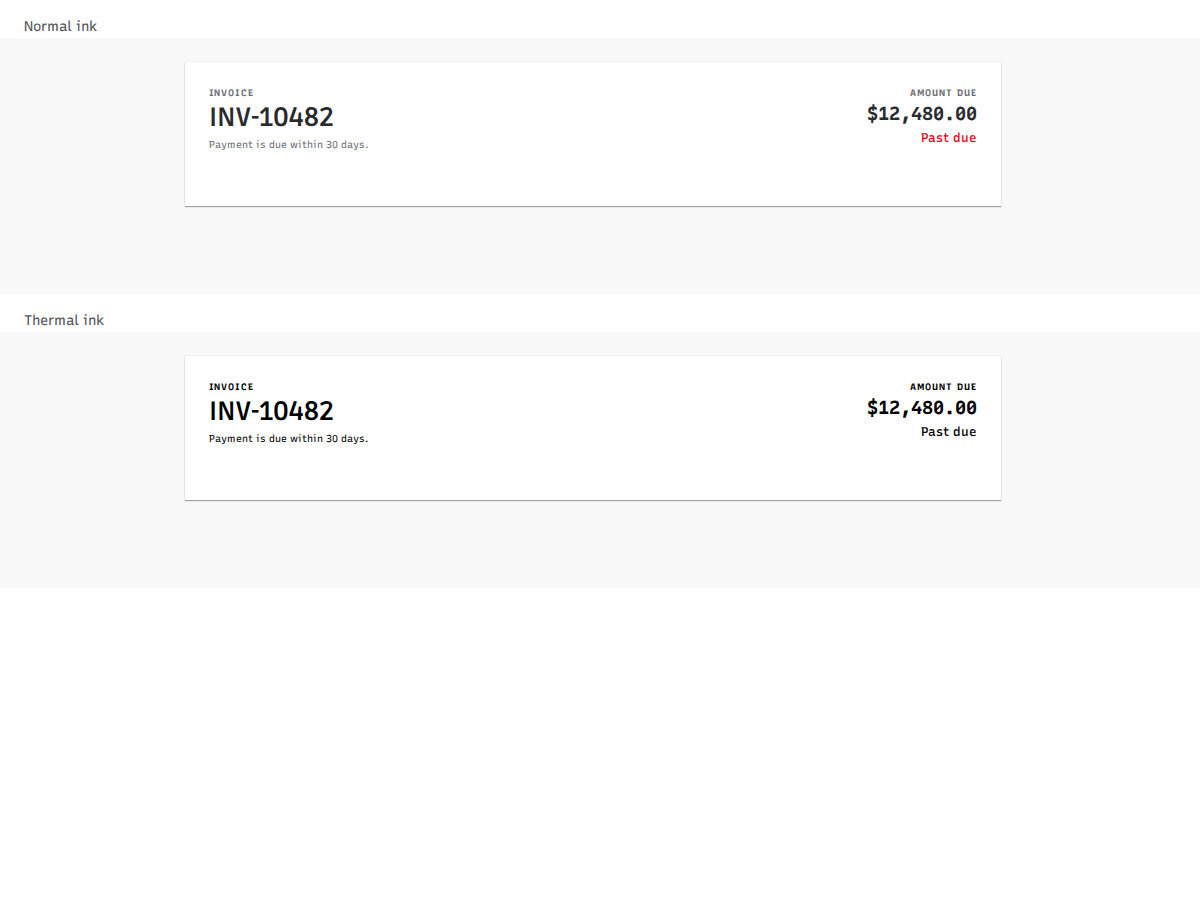 Normal ink
INVOICE
INV-10482
Payment is due within 30 days.
AMOUNT DUE
$12,480.00
Past due
Thermal ink
INVOICE
INV-10482
Payment is due within 30 days.
AMOUNT DUE
$12,480.00
Past due